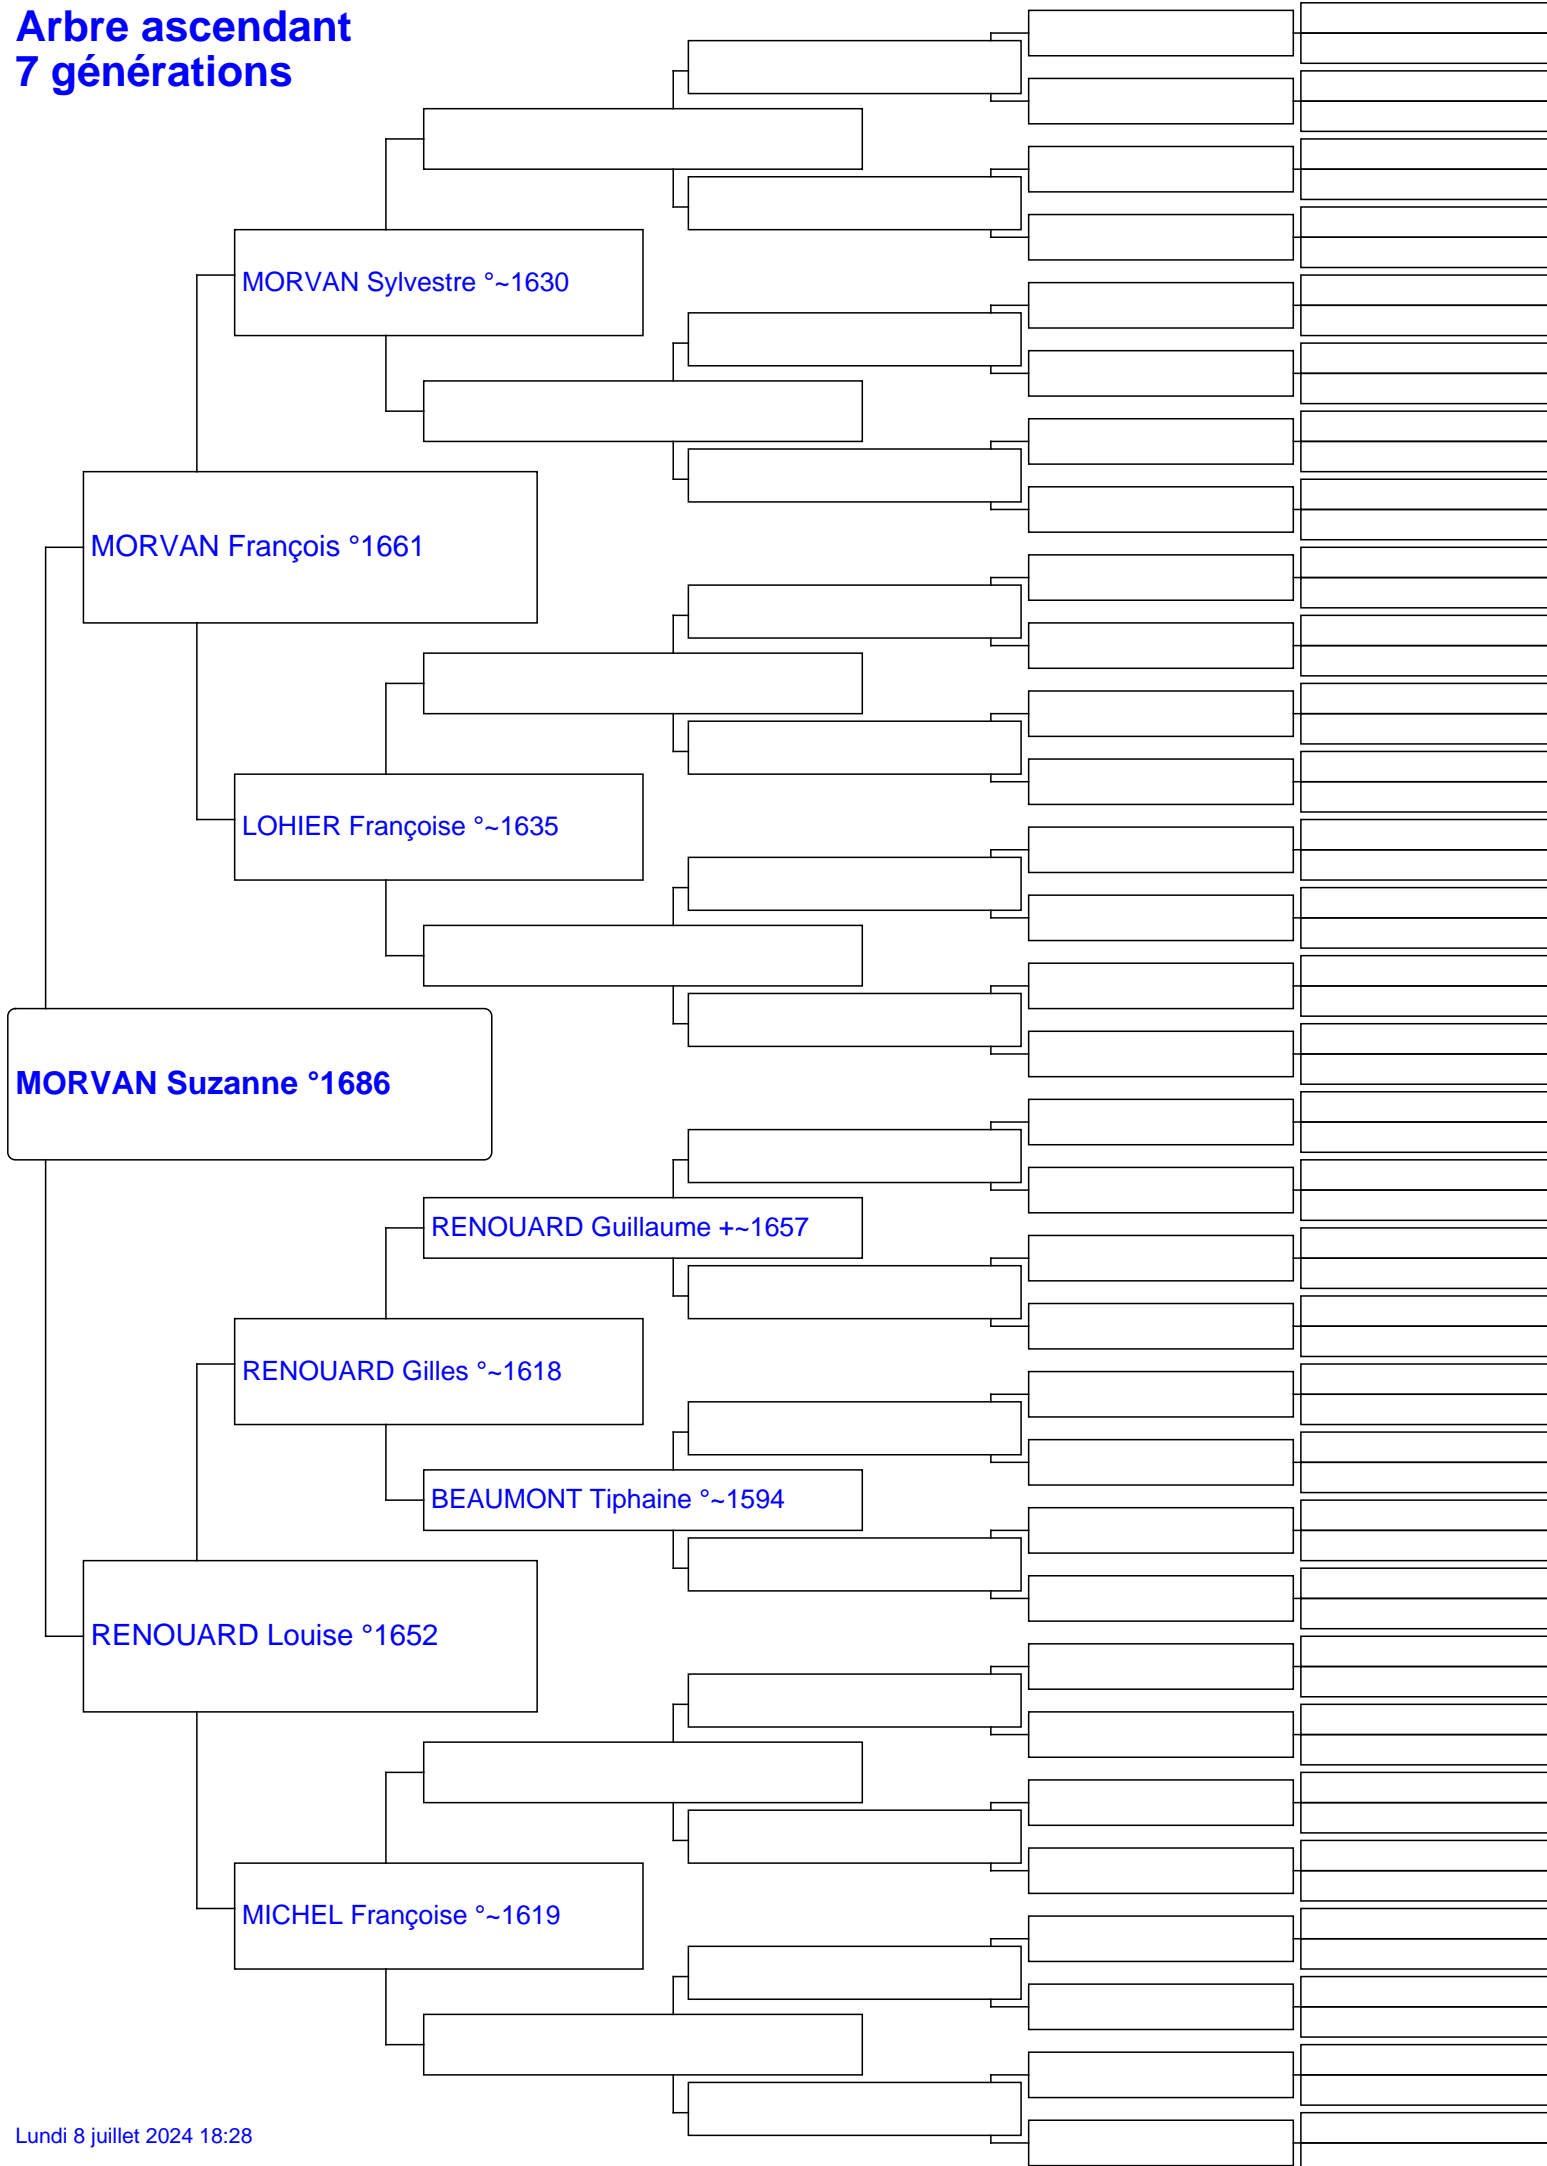 Arbre ascendant
7 générations
MORVAN Sylvestre °~1630
MORVAN François °1661
LOHIER Françoise °~1635
MORVAN Suzanne °1686
RENOUARD Guillaume +~1657
RENOUARD Gilles °~1618
BEAUMONT Tiphaine °~1594
RENOUARD Louise °1652
MICHEL Françoise °~1619
Lundi 8 juillet 2024 18:28